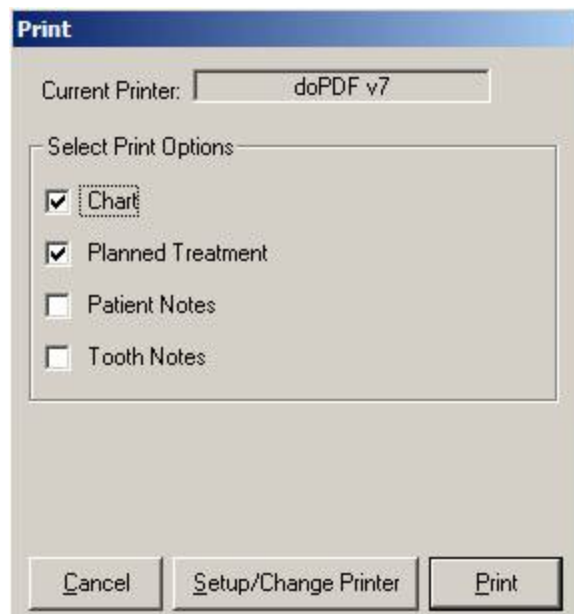 Print
Current Printer: doPDF v7
Select Print Options
Chart
Planned Treatment
Patient Notes
Tooth Notes
Cancel Setup/Change Printer Print